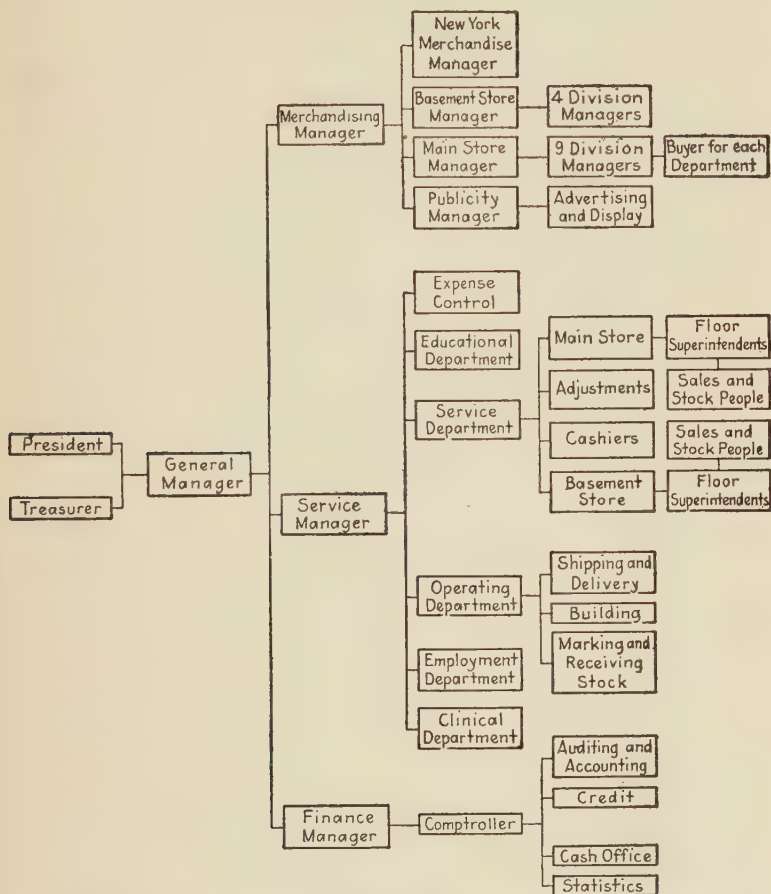 New York
Merchandise
Manager
Merchandising
Manager
Basement Store
Manager
4 Division
Managers
Main Store
Manager
9 Division
Managers
Buyer for each
Department
Publicity
Manager
Advertising
and Display
Expense
Control
Educational
Department
Service
Department
Main Store
Floor
Superintendents
Adjustments
Sales and
Stock People
Cashiers
Sales and
Stock People
Basement
Store
Floor
Superintendents
President
General
Manager
Treasurer
Service
Manager
Operating
Department
Shipping and
Delivery
Building
Marking and
Receiving
Stock
Employment
Department
Clinical
Department
Finance
Manager
Comptroller
Auditing and
Accounting
Credit
Cash Office
Statistics